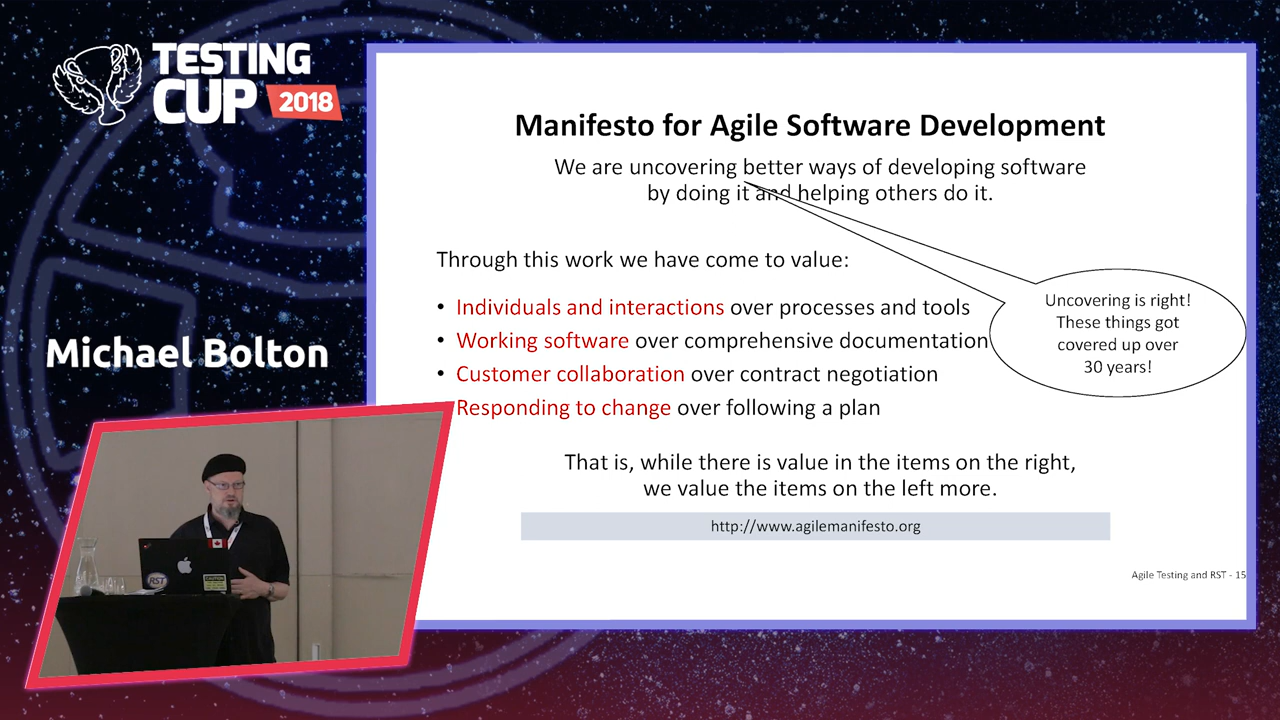 TESTING
CUP 2018
Michael Bolton
Manifesto for Agile Software Development
We are uncovering better ways of developing software
by doing it and helping others do it.
Through this work we have come to value:
• Individuals and interactions over processes and tools
• Working software over comprehensive documentation
• Customer collaboration over contract negotiation
Responding to change over following a plan
Uncovering is right!
These things got
covered up over
30 years!
That is, while there is value in the items on the right,
we value the items on the left more.
http://www.agilemanifesto.org
Agile Testing and RST - 15
RST
CAUTION